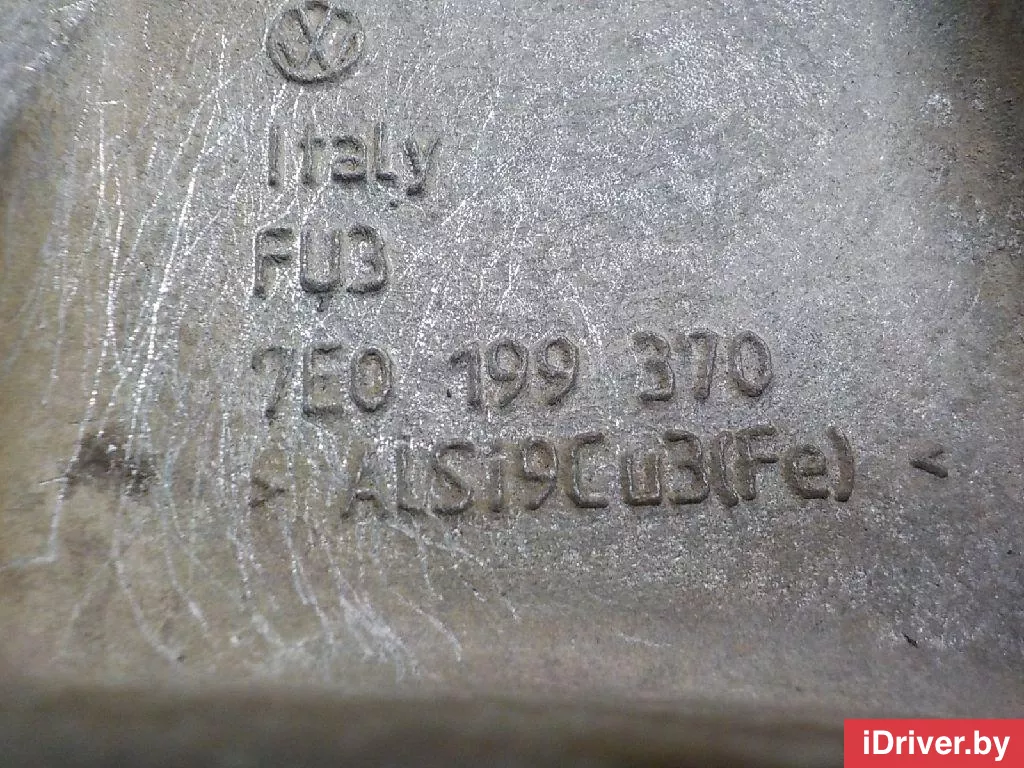 Italy
FU3
7E0 199 370
> ALSi9Cu3(Fe) <
iDriver.by